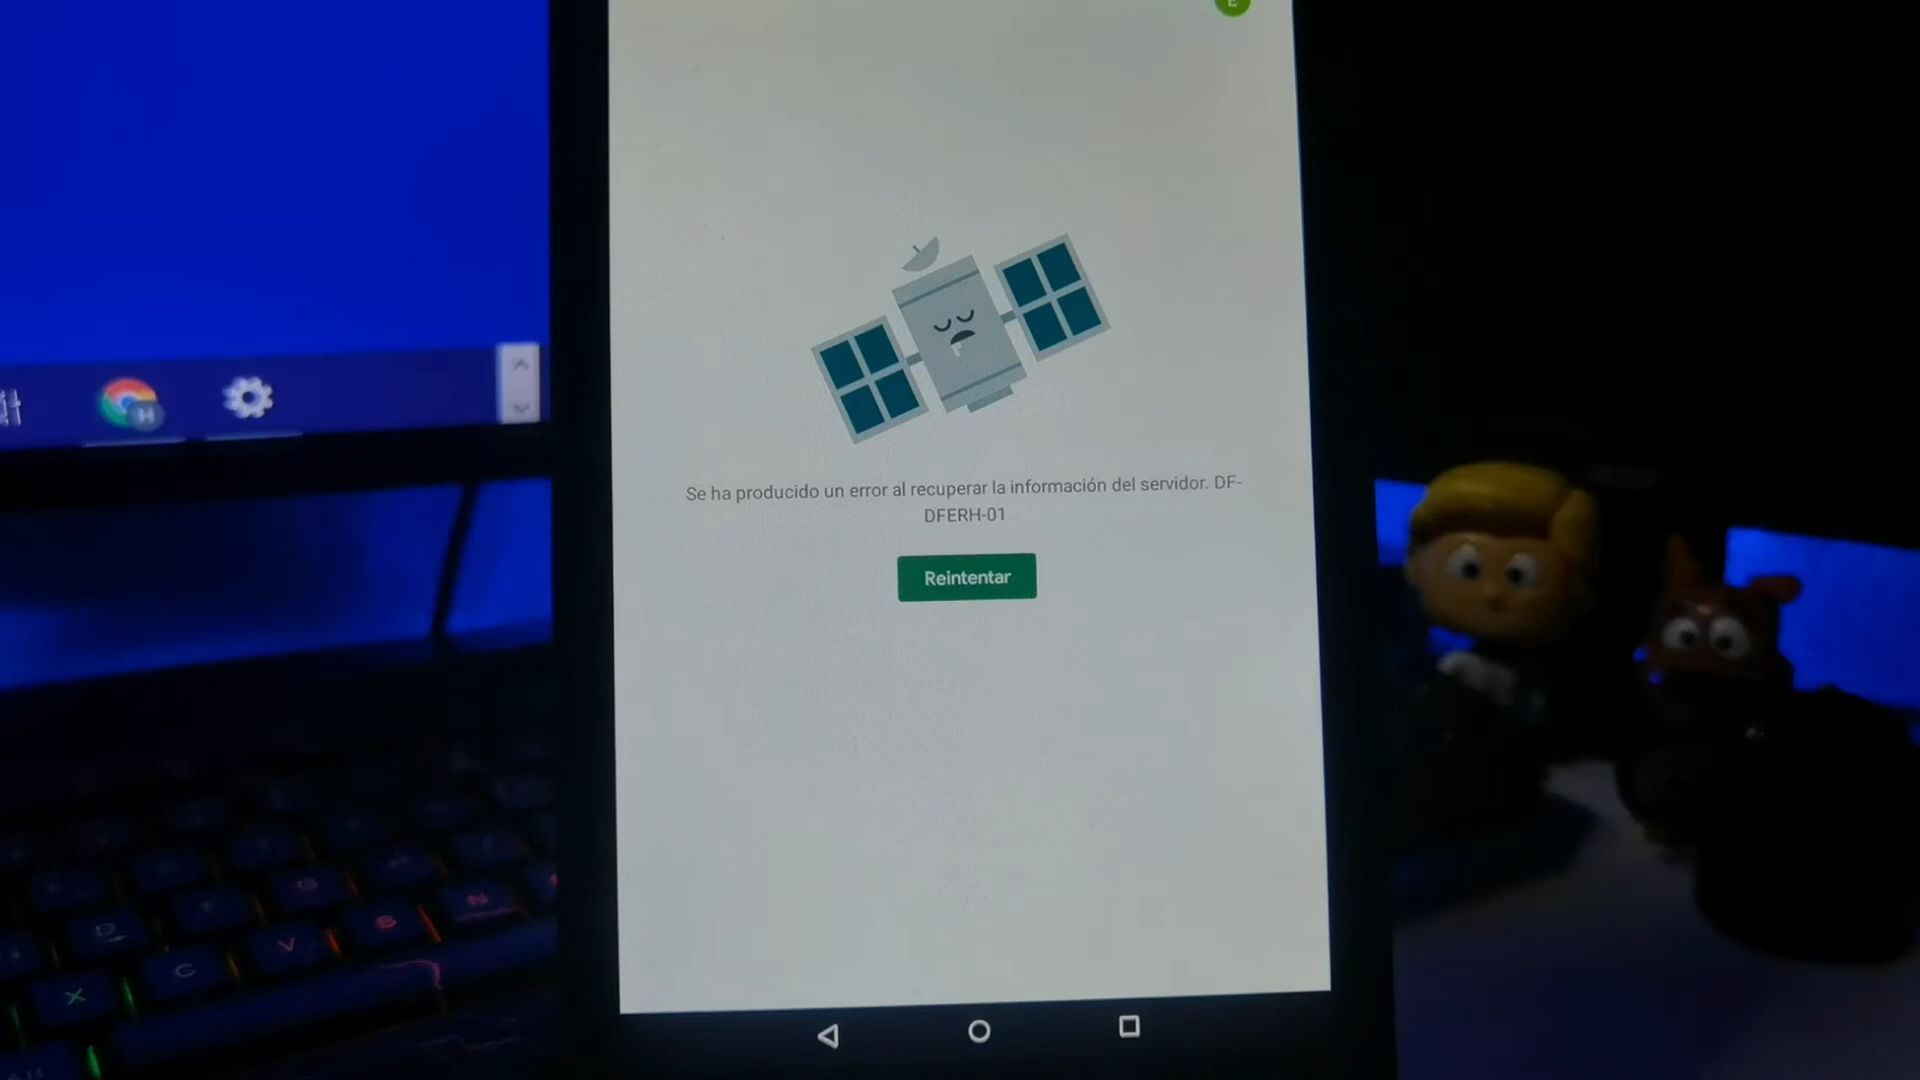 E
H
Se ha producido un error al recuperar la información del servidor. DF-
DFERH-01
Reintentar
G
N
D
V
B
C
X